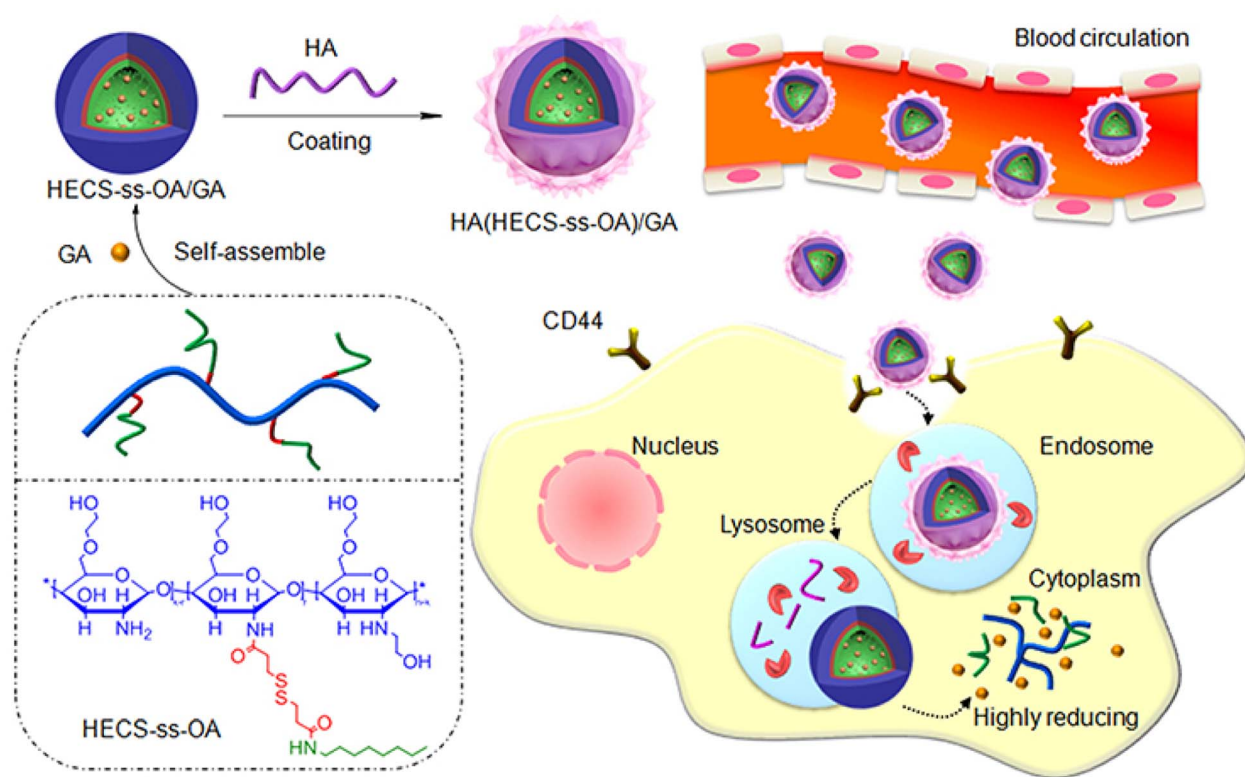 HA
Coating
HECS-ss-OA/GA
HA(HECS-ss-OA)/GA
Blood circulation
GA
Self-assemble
CD44
Nucleus
Endosome
Lysosome
Cytoplasm
Highly reducing
HO
HO
HO
O
O
O
O
O
O
O
O
*
*
OH
H
OH
H
OH
H
H
NH₂
H
HN
H
HN
OH
O
S
S
O
HN
HECS-ss-OA